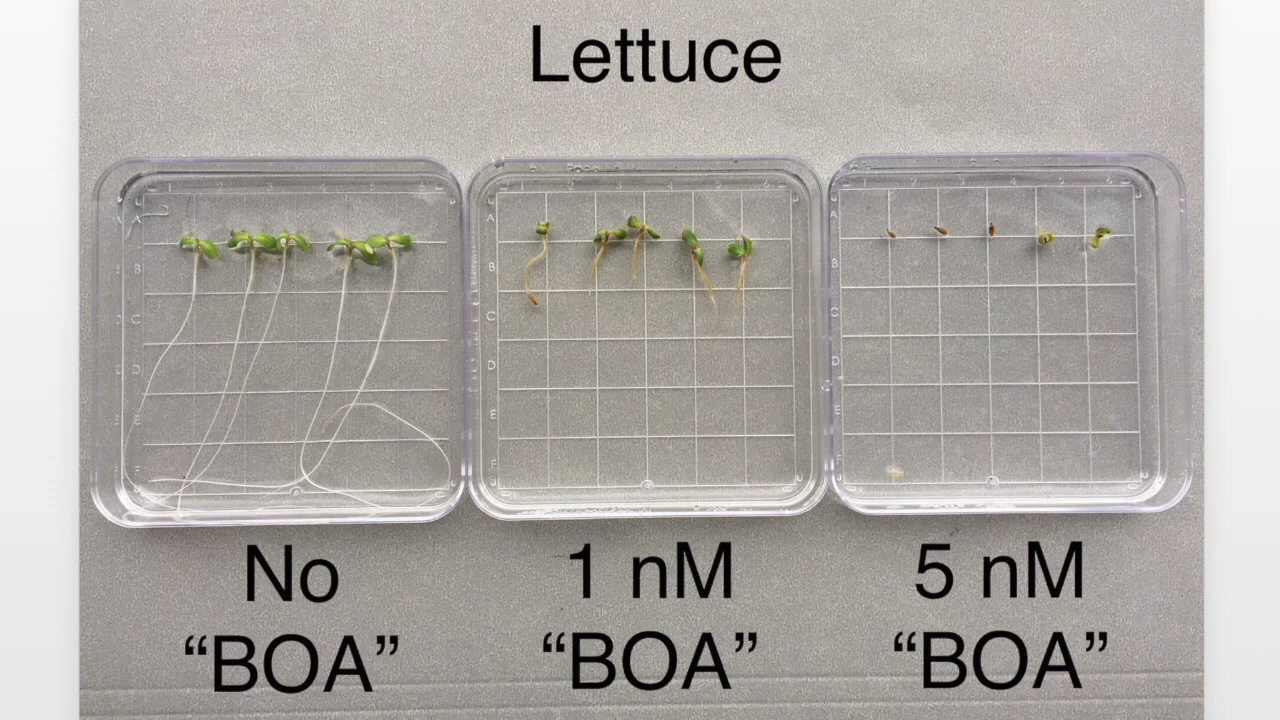 Lettuce
No
“BOA”
1 nM
“BOA”
5 nM
“BOA”